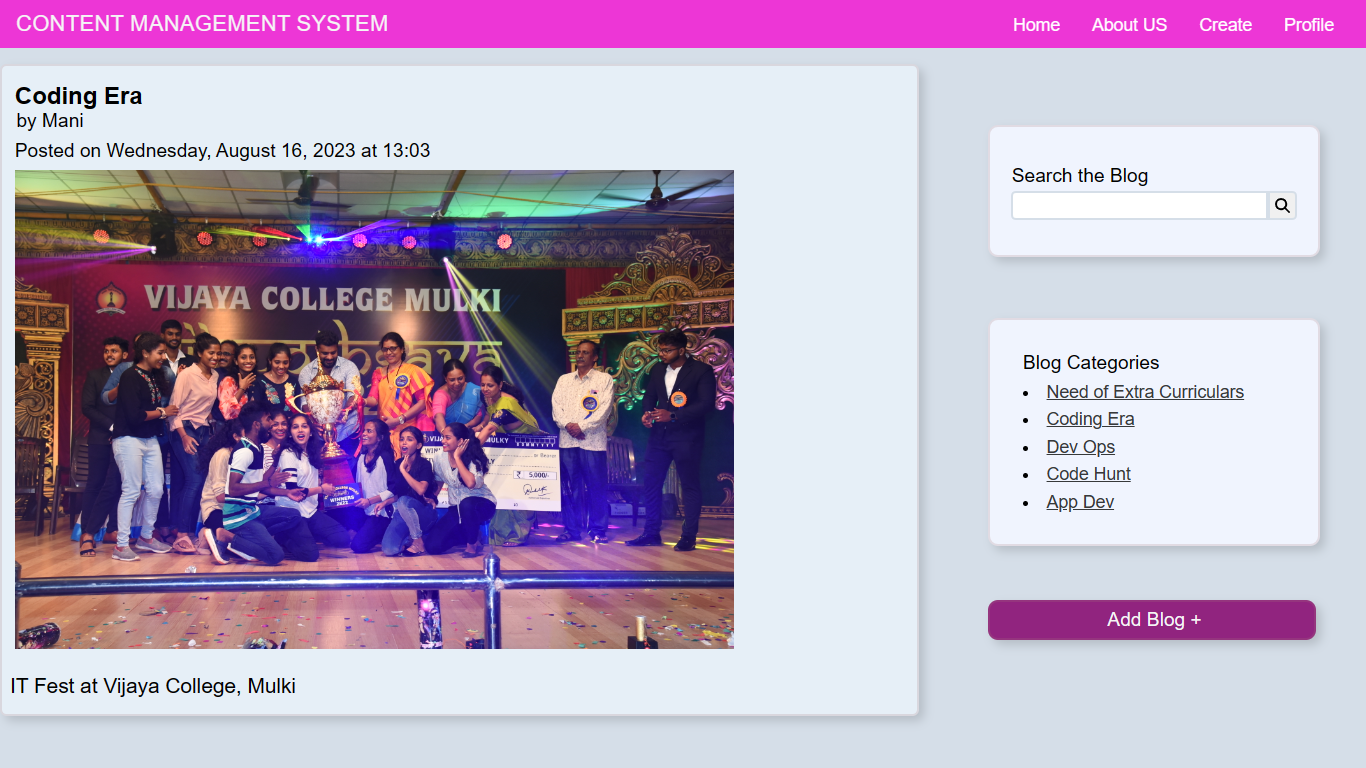 CONTENT MANAGEMENT SYSTEM
Home About US Create Profile
Coding Era
by Mani
Posted on Wednesday, August 16, 2023 at 13:03
VIJAYA COLLEGE MULKI
MULKY
₹ 5,000/-
WINNERS
IT Fest at Vijaya College, Mulki
Search the Blog
Blog Categories
Need of Extra Curriculars
Coding Era
Dev Ops
Code Hunt
App Dev
Add Blog +